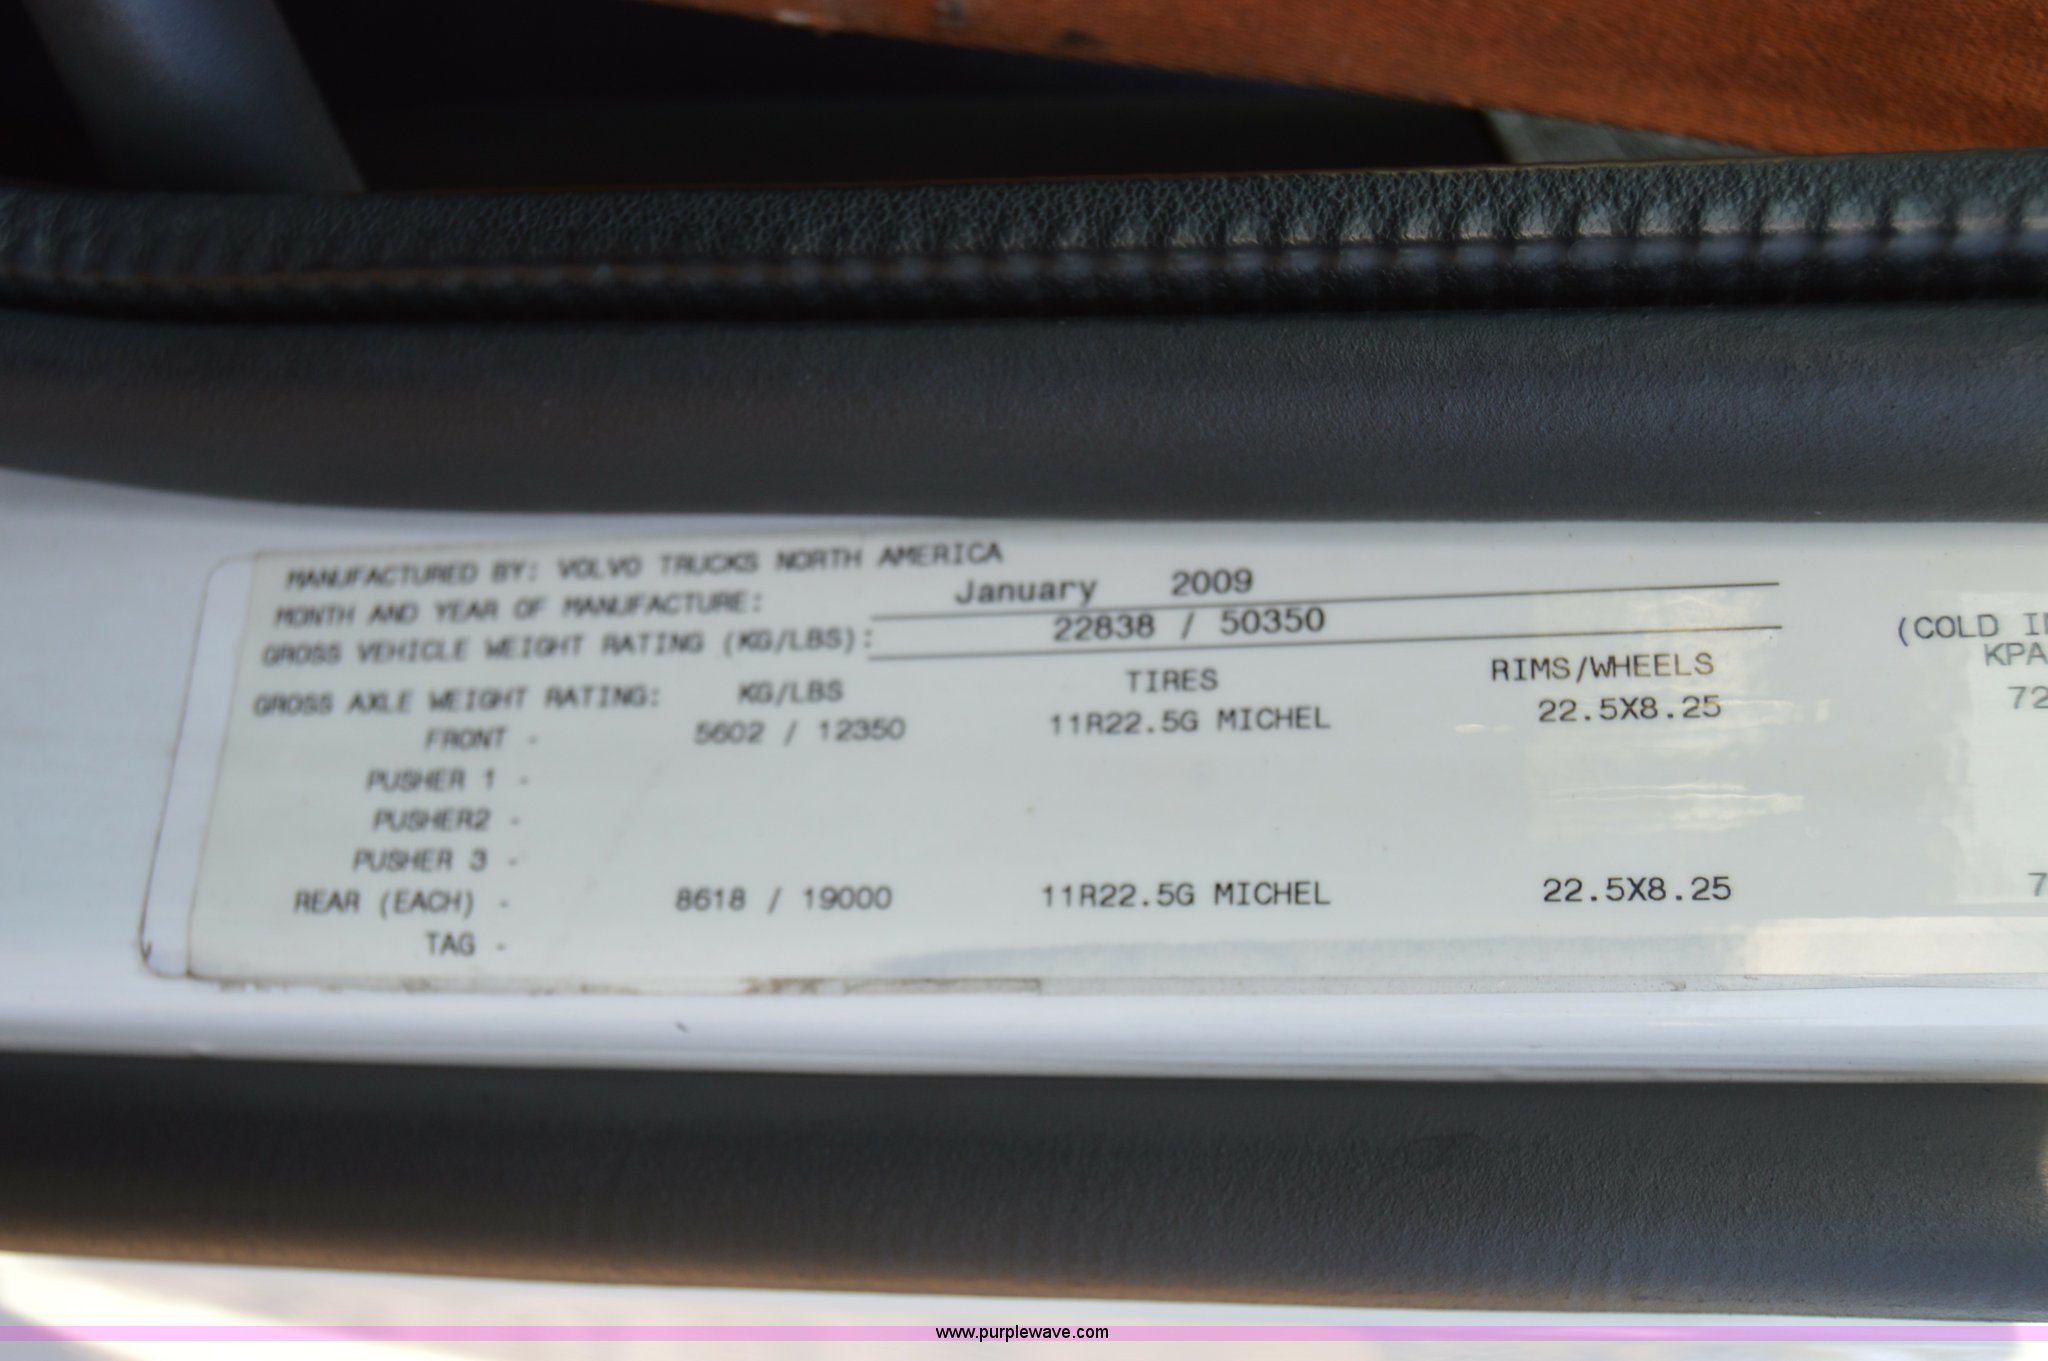 MANUFACTURED BY: VOLVO TRUCKS NORTH AMERICA
MONTH AND YEAR OF MANUFACTURE: January 2009
GROSS VEHICLE WEIGHT RATING (KG/LBS): 22838 / 50350
GROSS AXLE WEIGHT RATING: KG/LBS TIRES RIMS/WHEELS (COLD IN
KPA
FRONT - 5602 / 12350 11R22.5G MICHEL 22.5X8.25 72
PUSHER 1 -
PUSHER2 -
PUSHER 3 -
REAR (EACH) - 8618 / 19000 11R22.5G MICHEL 22.5X8.25 7
TAG -
www.purplewave.com